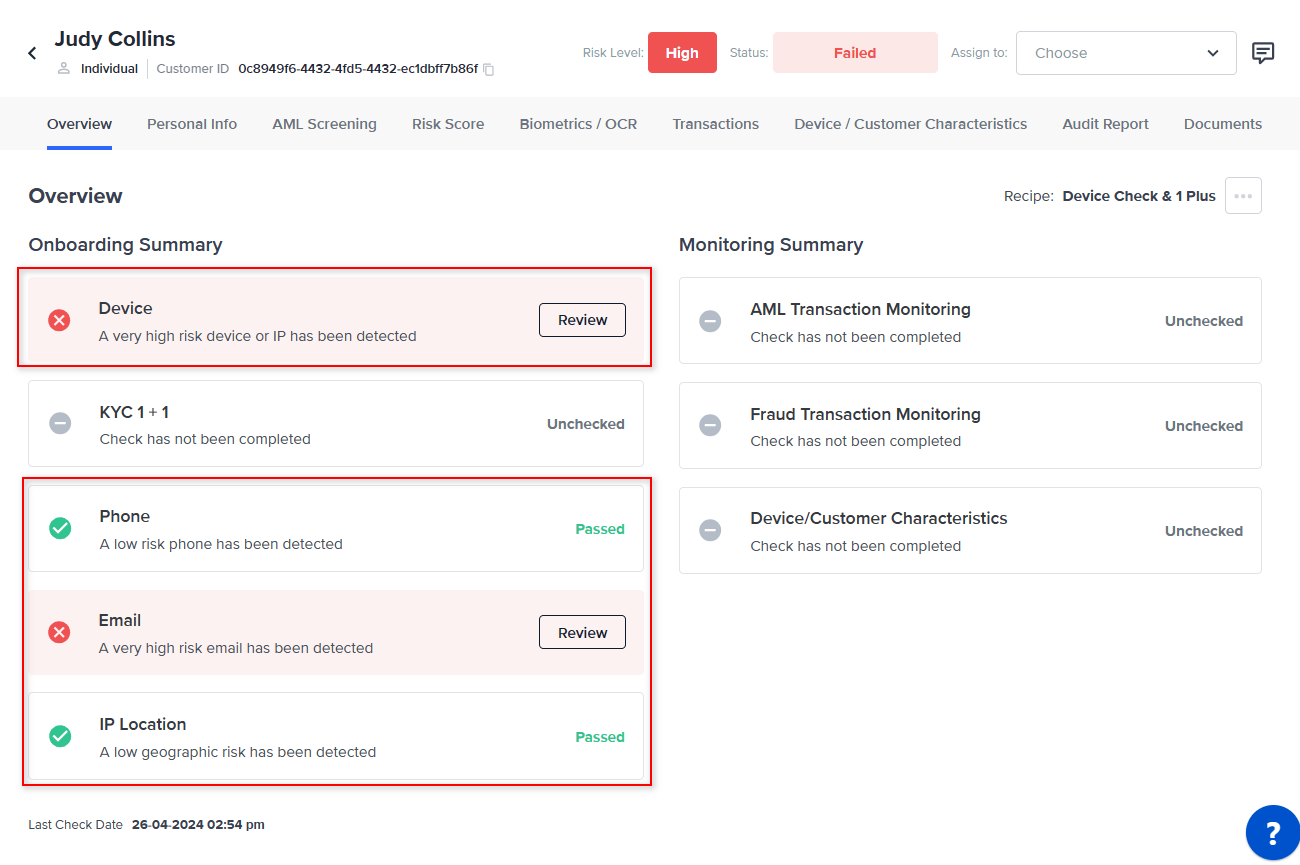 Judy Collins
Individual Customer ID 0c8949f6-4432-4fd5-4432-ec1dbff7b86f
Risk Level: High Status: Failed Assign to: Choose
Overview Personal Info AML Screening Risk Score Biometrics / OCR Transactions Device / Customer Characteristics Audit Report Documents
Overview
Recipe: Device Check & 1 Plus
Onboarding Summary
Device
A very high risk device or IP has been detected
Review
KYC 1 + 1
Check has not been completed
Unchecked
Phone
A low risk phone has been detected
Passed
Email
A very high risk email has been detected
Review
IP Location
A low geographic risk has been detected
Passed
Monitoring Summary
AML Transaction Monitoring
Check has not been completed
Unchecked
Fraud Transaction Monitoring
Check has not been completed
Unchecked
Device/Customer Characteristics
Check has not been completed
Unchecked
Last Check Date 26-04-2024 02:54 pm
?